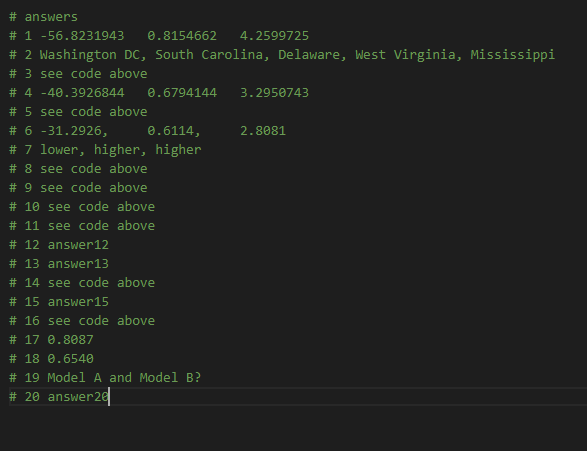 # answers
# 1 -56.8231943   0.8154662   4.2599725
# 2 Washington DC, South Carolina, Delaware, West Virginia, Mississippi
# 3 see code above
# 4 -40.3926844   0.6794144   3.2950743
# 5 see code above
# 6 -31.2926,     0.6114,     2.8081
# 7 lower, higher, higher
# 8 see code above
# 9 see code above
# 10 see code above
# 11 see code above
# 12 answer12
# 13 answer13
# 14 see code above
# 15 answer15
# 16 see code above
# 17 0.8087
# 18 0.6540
# 19 Model A and Model B?
# 20 answer20